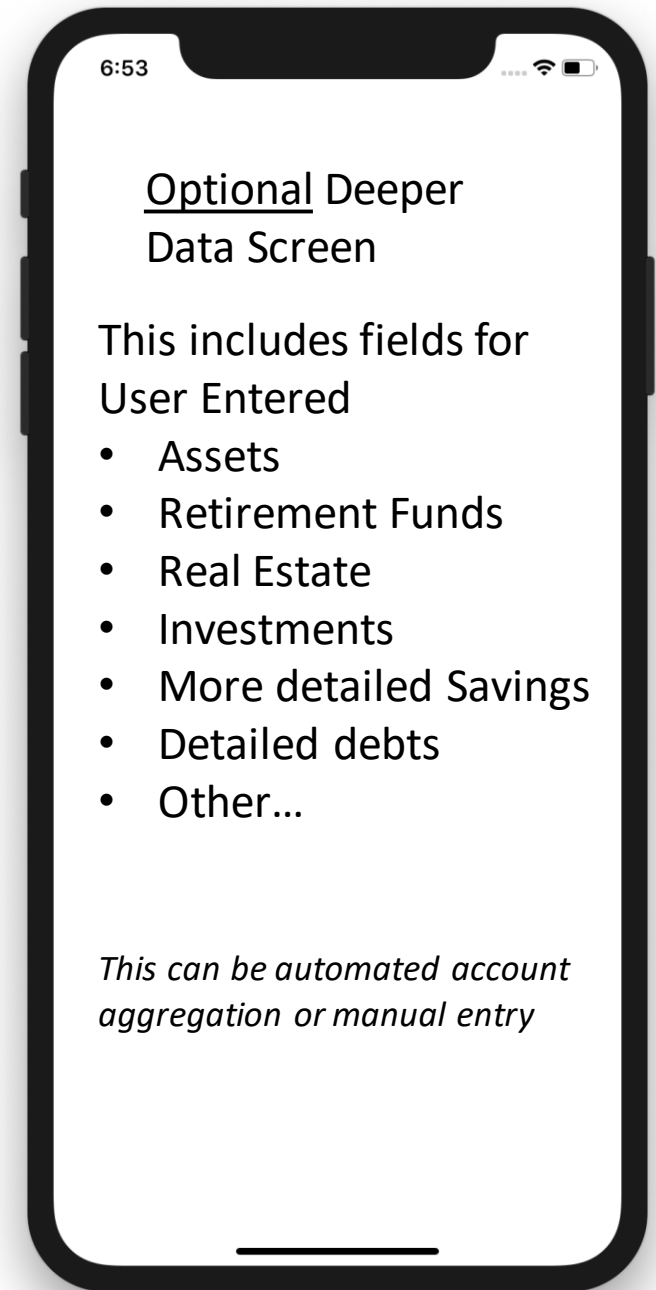 6:53
Optional Deeper
Data Screen
This includes fields for
User Entered
• Assets
• Retirement Funds
• Real Estate
• Investments
• More detailed Savings
• Detailed debts
• Other…
This can be automated account
aggregation or manual entry